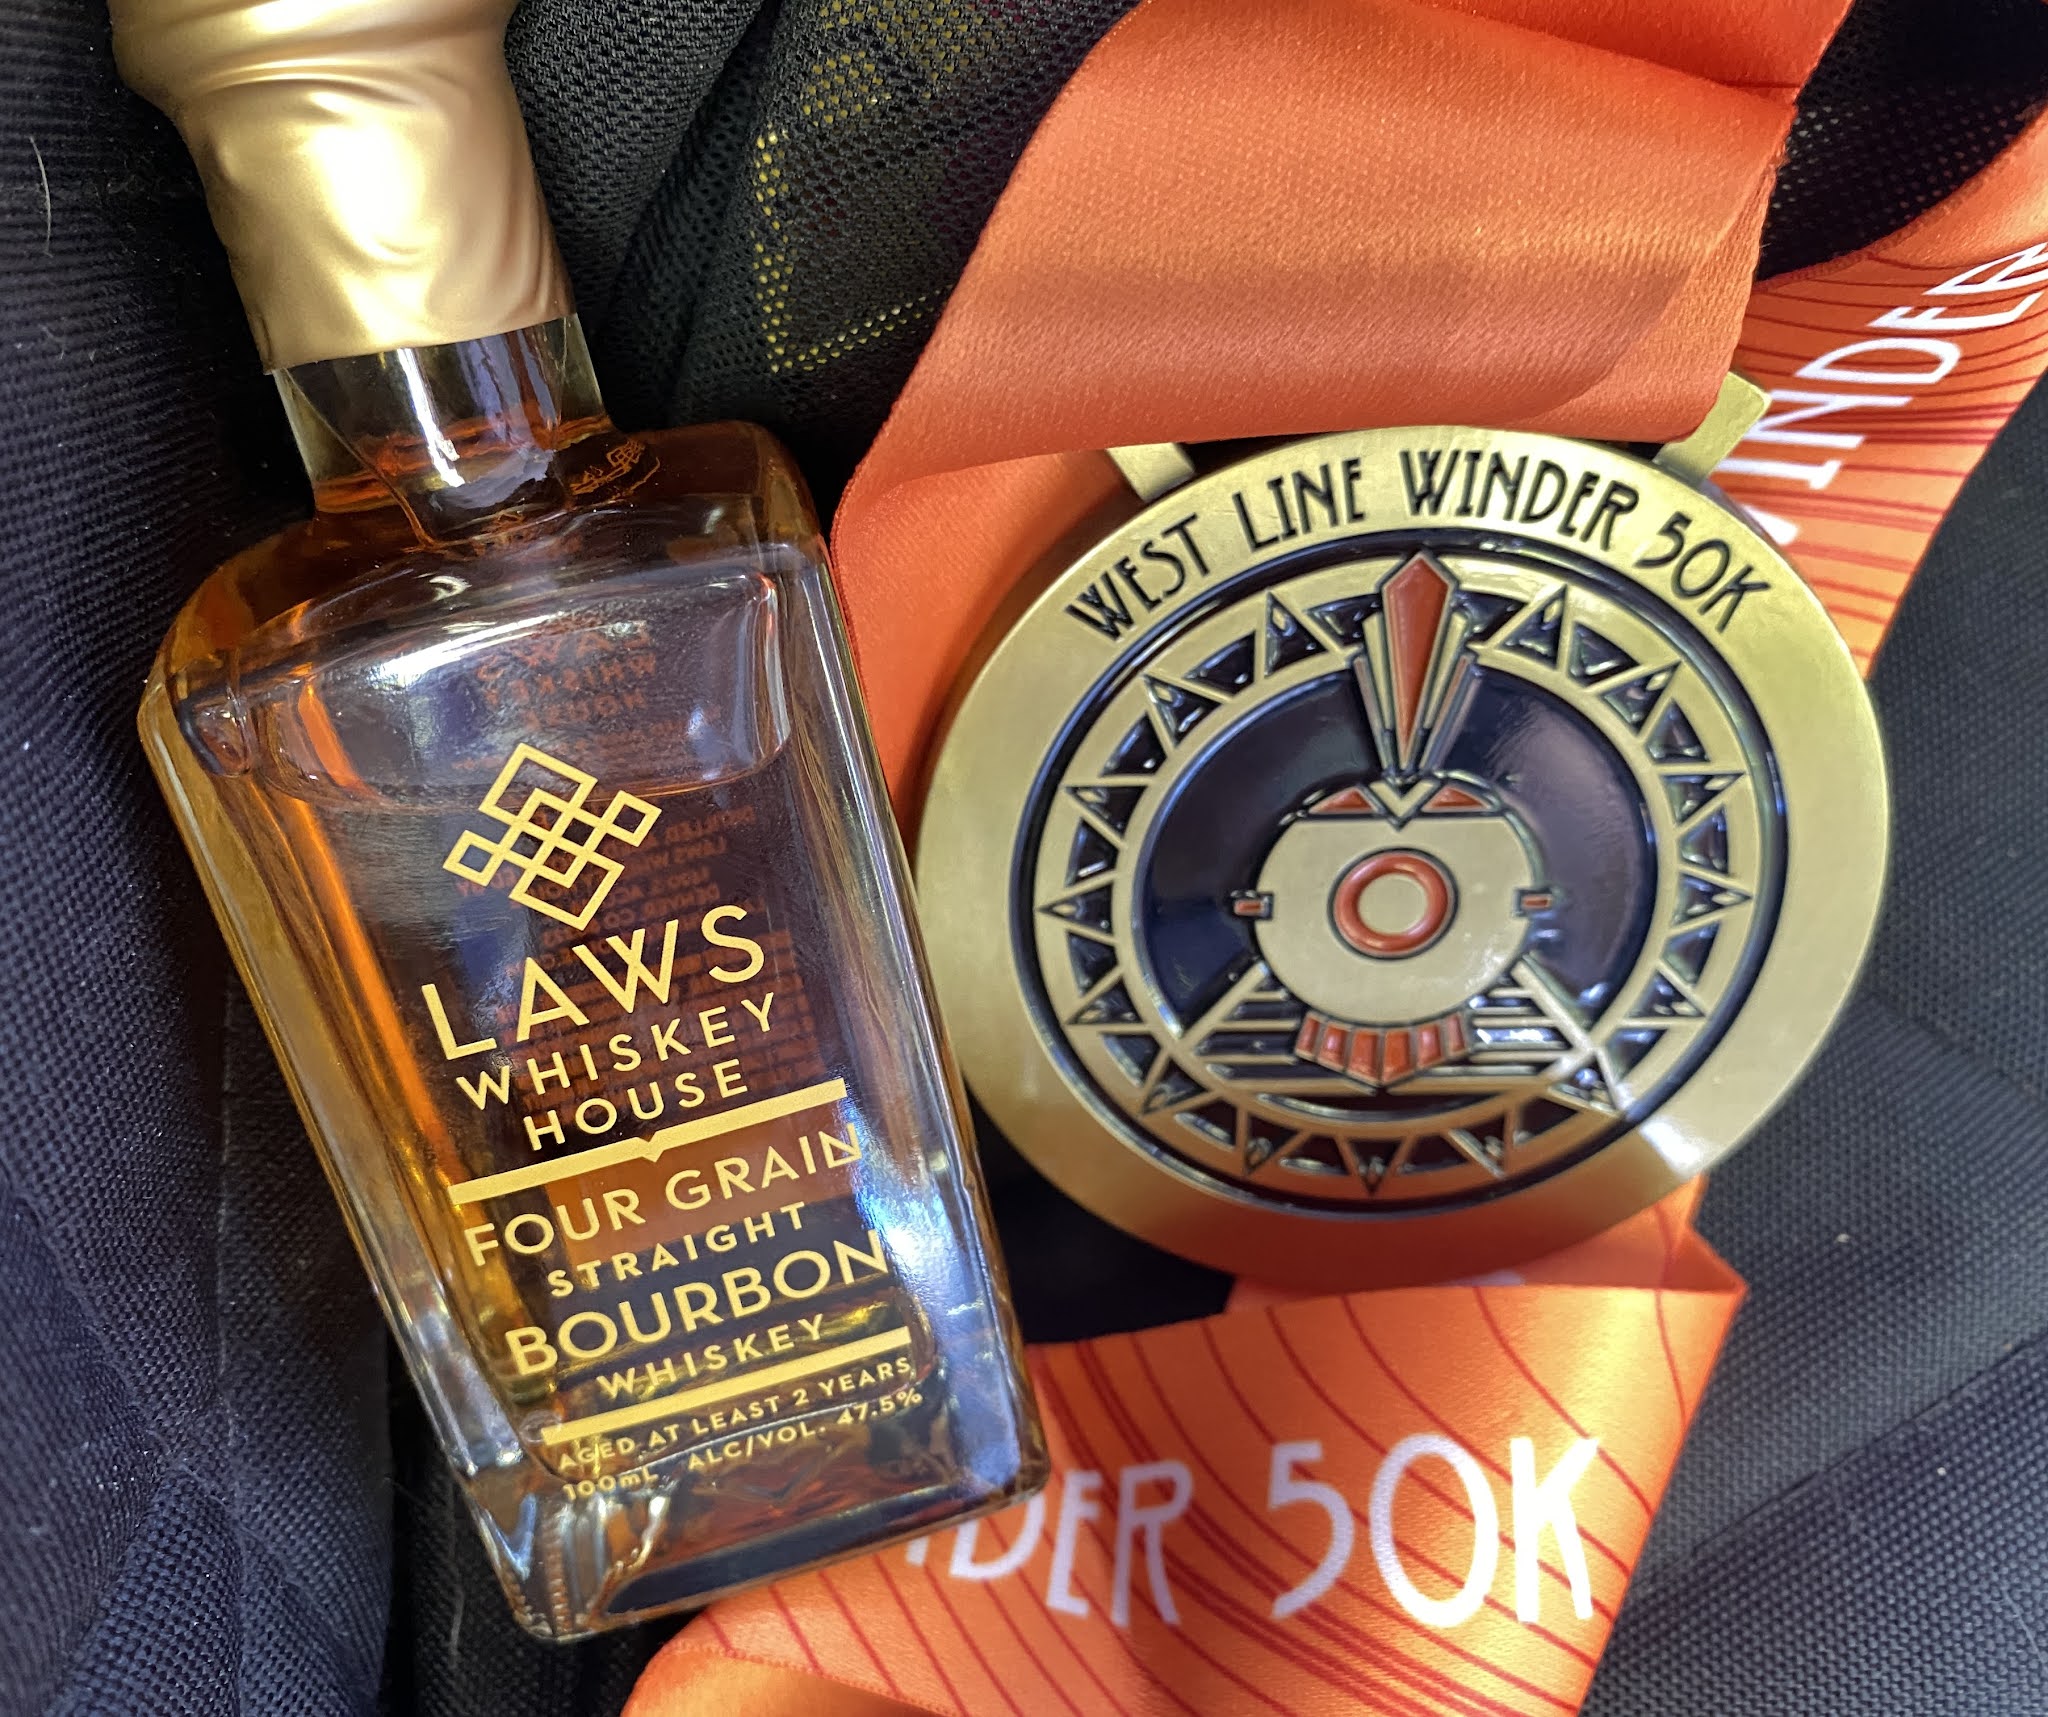 LAWS
WHISKEY
HOUSE
FOUR GRAIN
STRAIGHT
BOURBON
WHISKEY
AGED AT LEAST 2 YEARS
100mL ALC/VOL. 47.5%
WEST LINE WINDER 50K
WINDER
50K